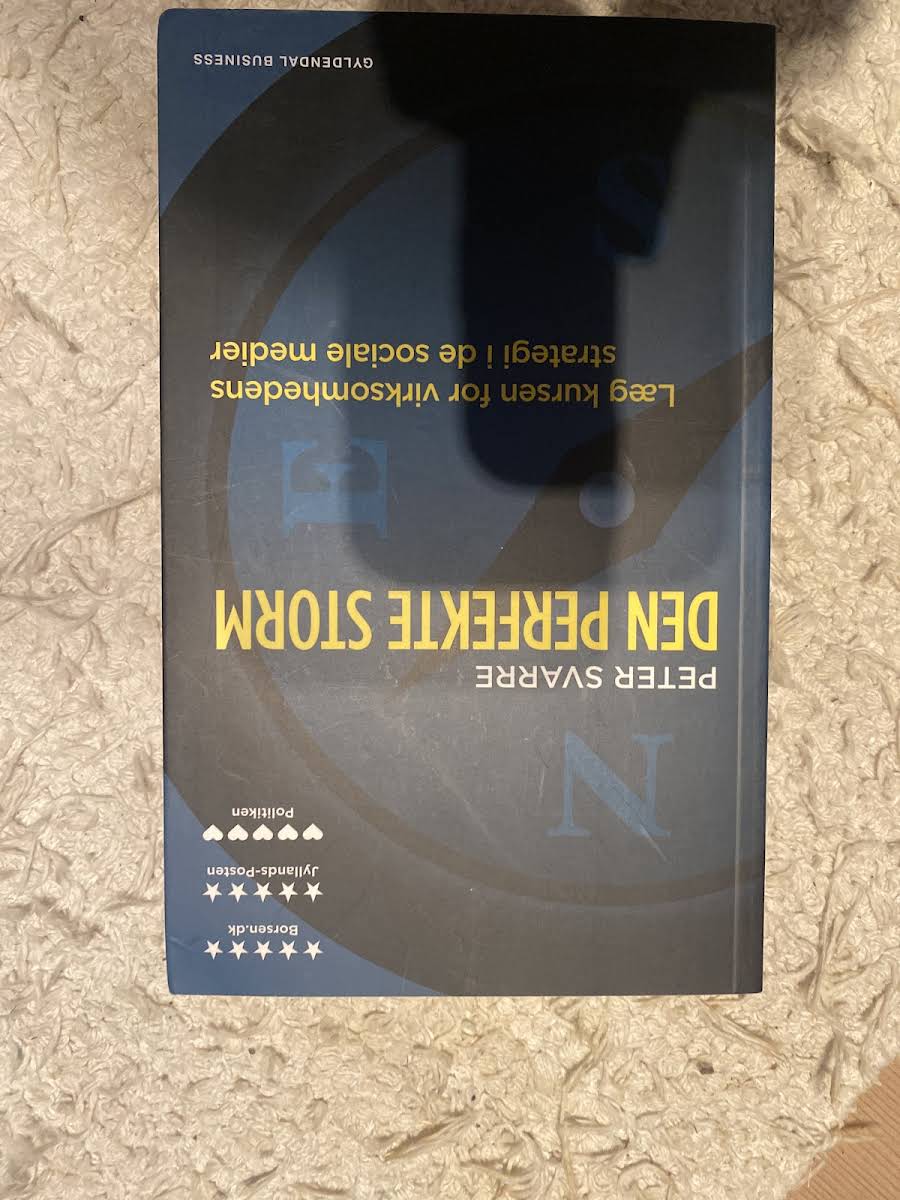 ★★★★★
Borsen.dk
★★★★★
Jyllands-Posten
♥♥♥♥♥
Politiken
N
PETER SVARRE
DEN PERFEKTE STORM
E
Læg kursen for virksomhedens
strategi i de sociale medier
S
GYLDENDAL BUSINESS